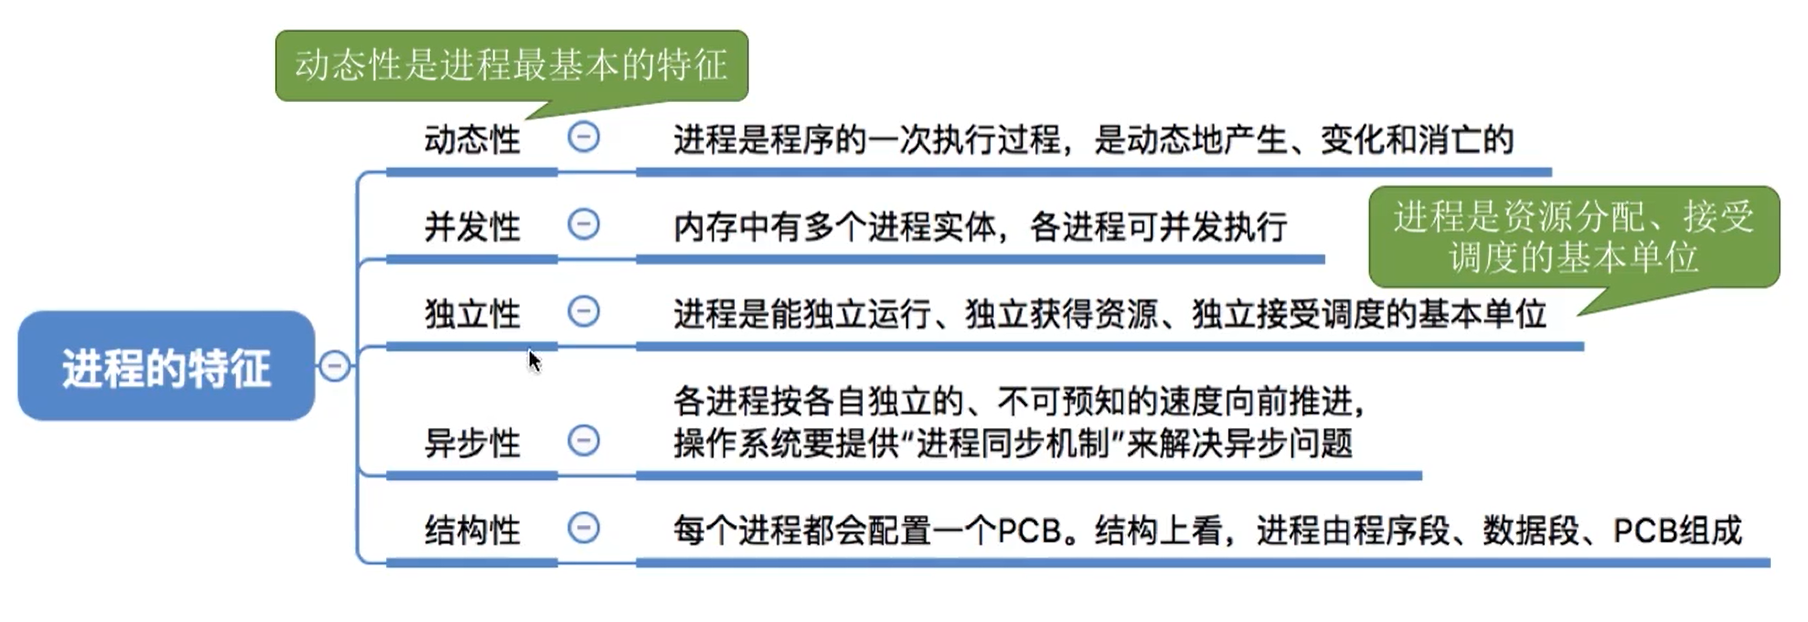 动态性是进程最基本的特征
动态性
进程是程序的一次执行过程，是动态地产生、变化和消亡的
并发性
内存中有多个进程实体，各进程可并发执行
进程是资源分配、接受
调度的基本单位
独立性
进程是能独立运行、独立获得资源、独立接受调度的基本单位
进程的特征
各进程按各自独立的、不可预知的速度向前推进，
异步性
操作系统要提供“进程同步机制”来解决异步问题
结构性
每个进程都会配置一个PCB。结构上看，进程由程序段、数据段、PCB组成